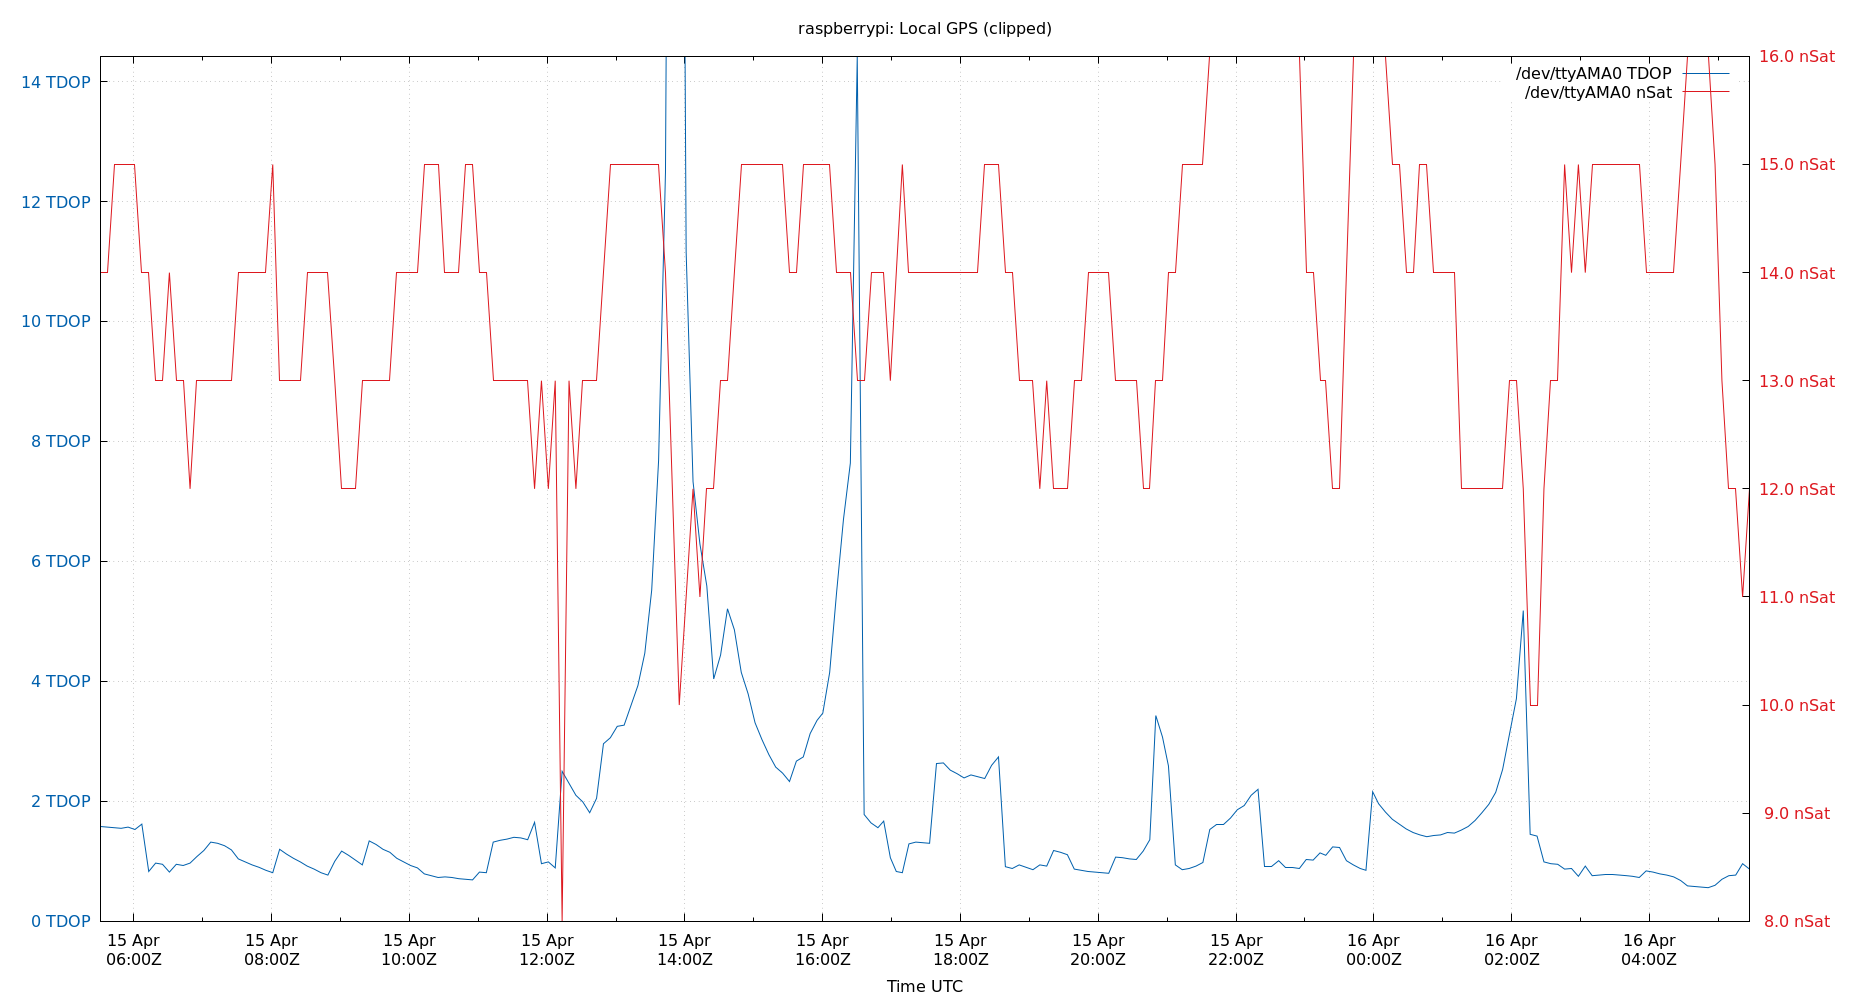 raspberrypi: Local GPS (clipped)
/dev/ttyAMA0 TDOP
/dev/ttyAMA0 nSat
14 TDOP
12 TDOP
10 TDOP
8 TDOP
6 TDOP
4 TDOP
2 TDOP
0 TDOP
16.0 nSat
15.0 nSat
14.0 nSat
13.0 nSat
12.0 nSat
11.0 nSat
10.0 nSat
9.0 nSat
8.0 nSat
15 Apr
06:00Z
15 Apr
08:00Z
15 Apr
10:00Z
15 Apr
12:00Z
15 Apr
14:00Z
15 Apr
16:00Z
15 Apr
18:00Z
15 Apr
20:00Z
15 Apr
22:00Z
16 Apr
00:00Z
16 Apr
02:00Z
16 Apr
04:00Z
Time UTC